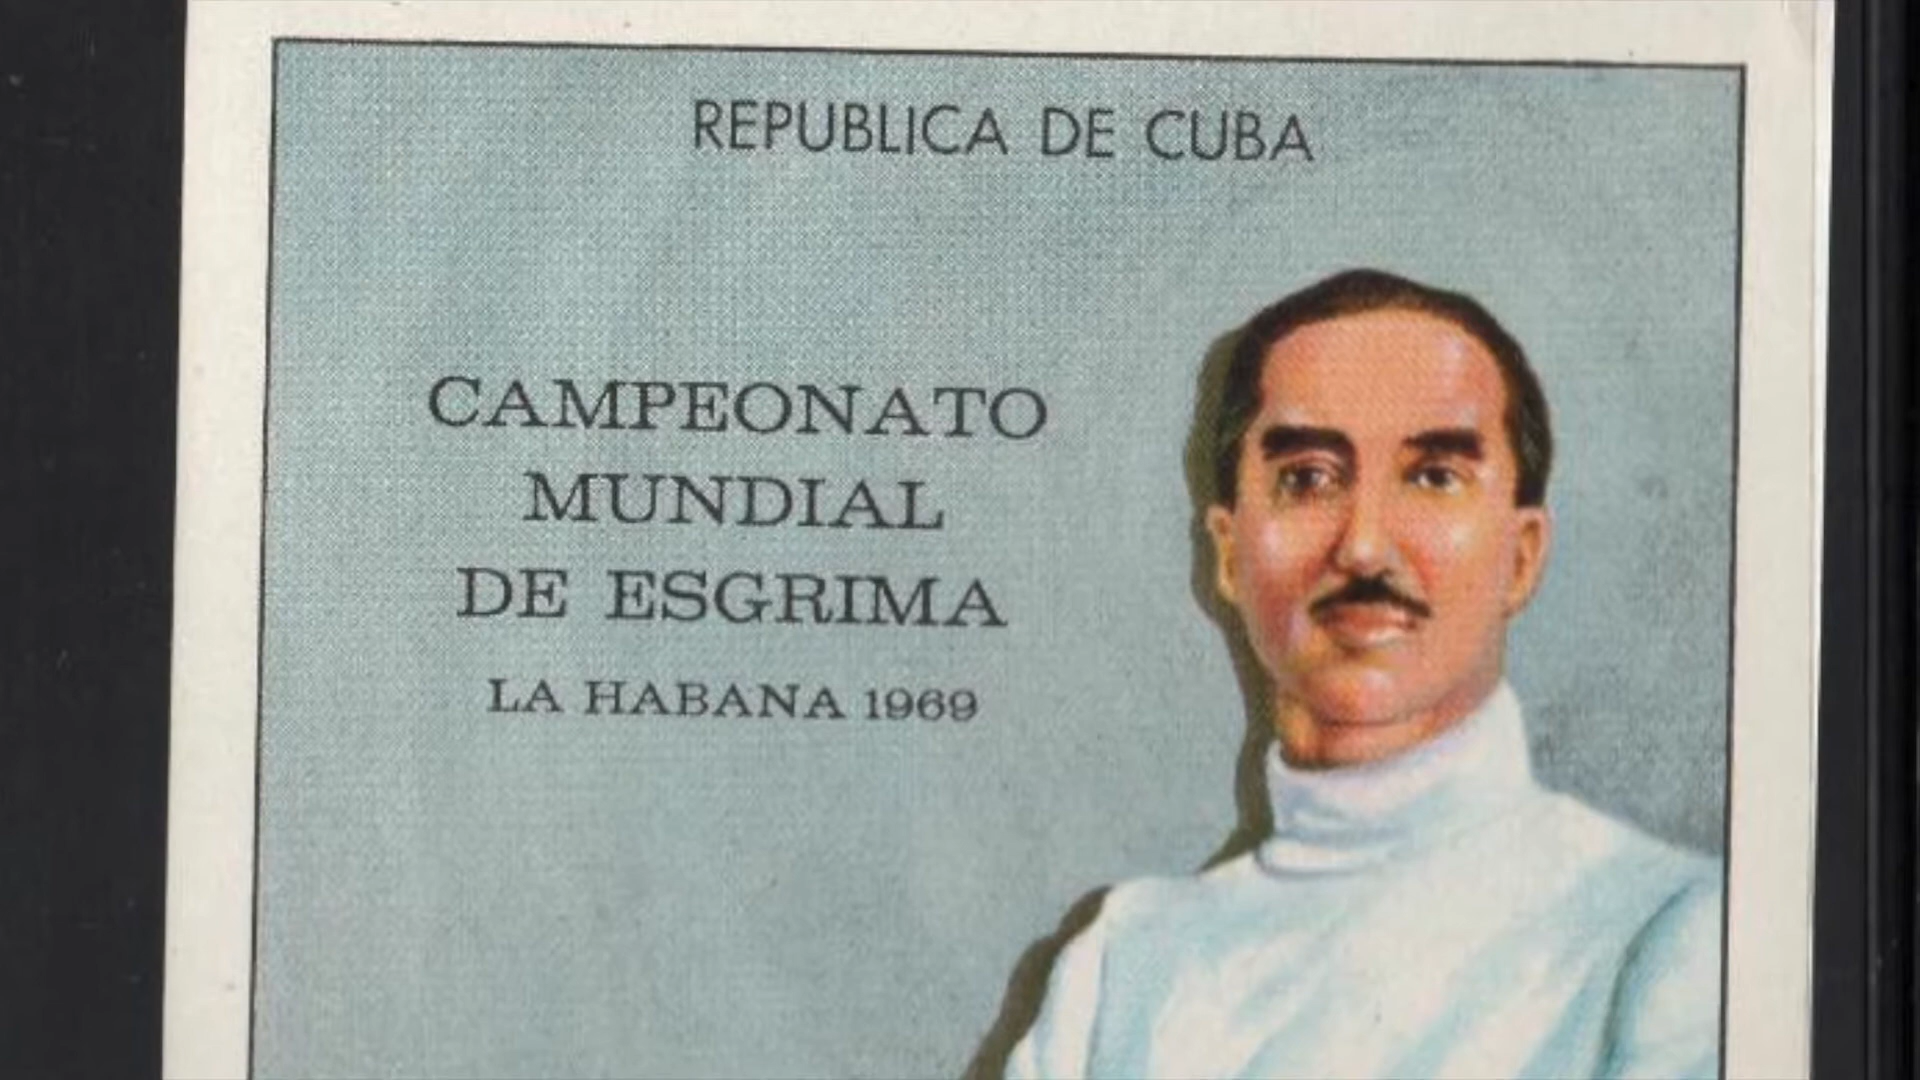 REPUBLICA DE CUBA
CAMPEONATO
MUNDIAL
DE ESGRIMA
LA HABANA 1969